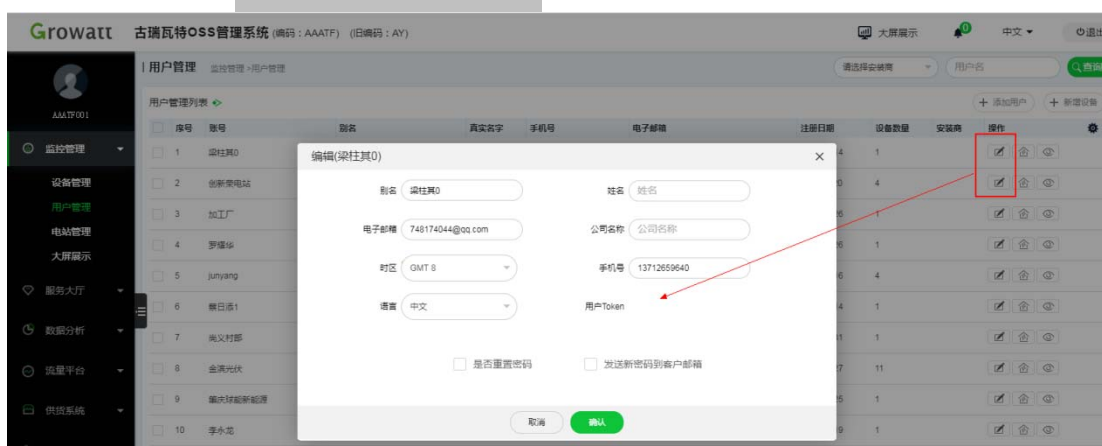 Growatt 古瑞瓦特OSS管理系统 (编码：AAATF) (旧编码：AY) 大屏展示 0 中文 退出
用户管理 监控管理 >用户管理 请选择安装商 用户名 查询
AAATF001
用户管理列表 + 添加用户 + 新增设备
序号 账号 别名 真实名字 手机号 电子邮箱 注册日期 设备数量 安装商 操作
监控管理
设备管理
用户管理
电站管理
大屏展示
服务大厅
数据分析
流量平台
供货系统
1 梁柱其0 4 1
2 创新荣电站 0 4
3 加工厂 6 1
4 6 1
5 junyang 6 4
6 蔡日添1 4 1
7 尚义村部 1 1
8 金滨光伏 7 11
9 肇庆球能新能源 5 1
10 李水龙 9 1
编辑(梁柱其0) ×
别名 梁柱其0 姓名 姓名
电子邮箱 748174044@qq.com 公司名称 公司名称
时区 GMT 8 手机号 13712659640
语言 中文 用户Token
是否重置密码 发送新密码到客户邮箱
取消 确认